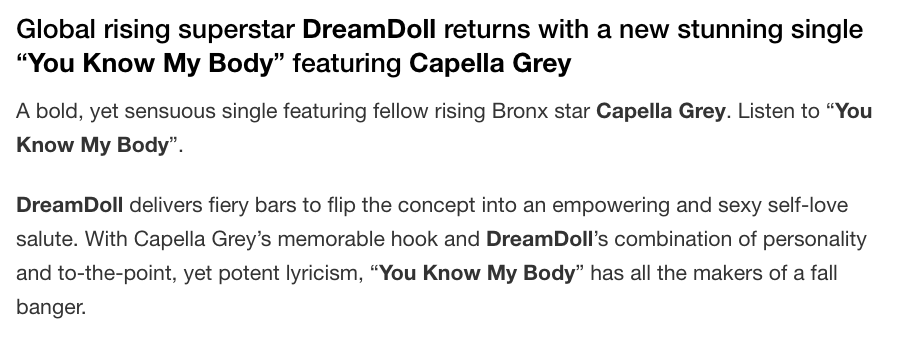 Global rising superstar DreamDoll returns with a new stunning single
“You Know My Body” featuring Capella Grey
A bold, yet sensuous single featuring fellow rising Bronx star Capella Grey. Listen to “You
Know My Body”.
DreamDoll delivers fiery bars to flip the concept into an empowering and sexy self-love
salute. With Capella Grey’s memorable hook and DreamDoll’s combination of personality
and to-the-point, yet potent lyricism, “You Know My Body” has all the makers of a fall
banger.